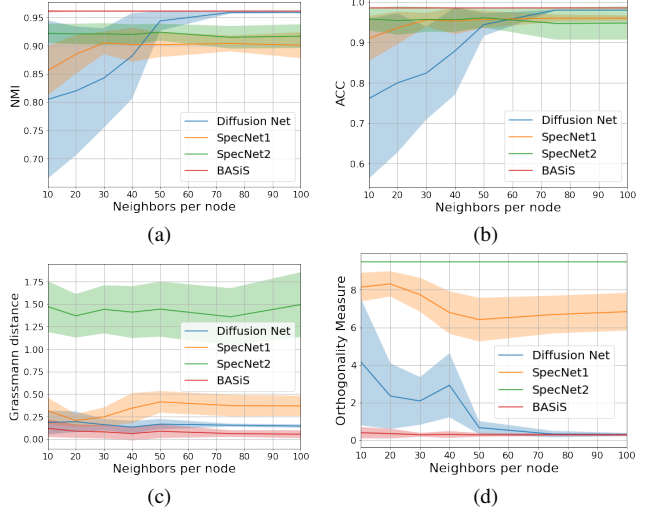 0.95
0.90
0.85
0.80
0.75
0.70
NMI
Diffusion Net
SpecNet1
SpecNet2
BASiS
10 20 30 40 50 60 70 80 90 100
Neighbors per node
(a)
1.0
0.9
0.8
0.7
0.6
ACC
Diffusion Net
SpecNet1
SpecNet2
BASiS
10 20 30 40 50 60 70 80 90 100
Neighbors per node
(b)
1.75
1.50
1.25
1.00
0.75
0.50
0.25
0.00
Grassmann distance
Diffusion Net
SpecNet1
SpecNet2
BASiS
10 20 30 40 50 60 70 80 90 100
Neighbors per node
(c)
8
6
4
2
0
Orthogonality Measure
Diffusion Net
SpecNet1
SpecNet2
BASiS
10 20 30 40 50 60 70 80 90 100
Neighbors per node
(d)